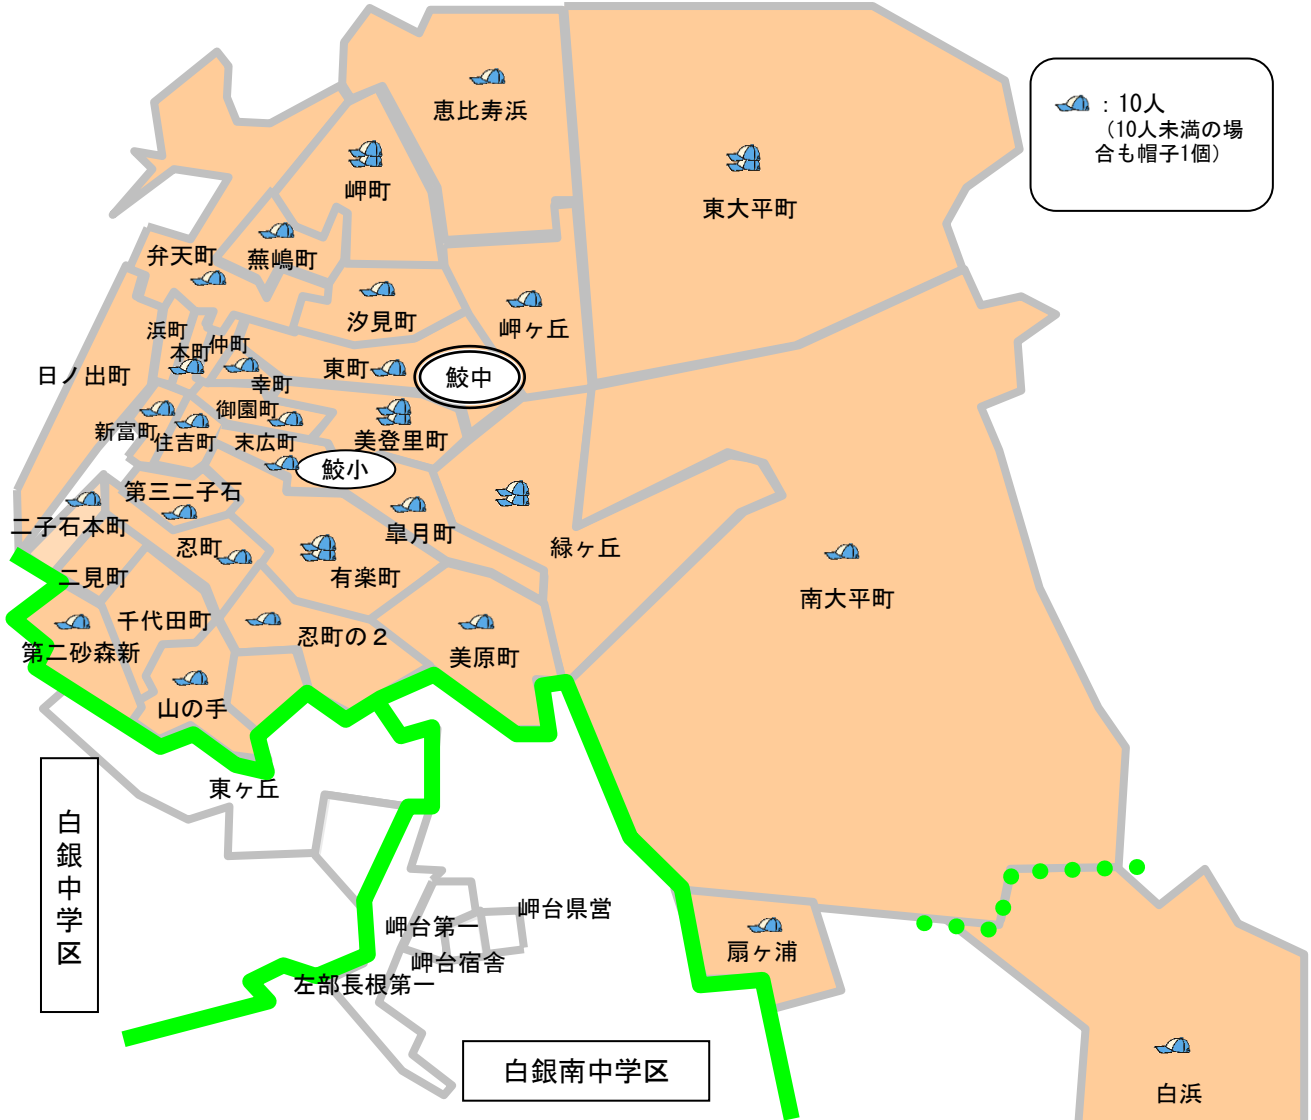 恵比寿浜
：10人
（10人未満の場
合も帽子1個）
岬町
東大平町
弁天町
蕪嶋町
汐見町
岬ヶ丘
浜町
本町
仲町
日ノ出町
東町
鮫中
幸町
御園町
新富町
住吉町
末広町
美登里町
鮫小
第三二子石
二子石本町
皐月町
忍町
緑ヶ丘
二見町
有楽町
南大平町
千代田町
忍町の２
第二砂森新
美原町
山の手
東ヶ丘
白銀中学区
岬台県営
岬台第一
扇ヶ浦
岬台宿舎
左部長根第一
白銀南中学区
白浜